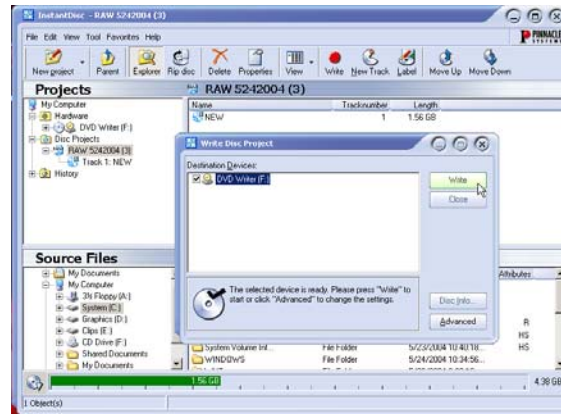 InstantDisc - RAW 5242004 (3)
File Edit View Tool Favorites Help
PINNACLE SYSTEMS
New project Parent Explorer Rip disc Delete Properties View Write New Track Label Move Up Move Down
Projects
RAW 5242004 (3)
My Computer
Hardware
DVD Writer (F:)
Disc Projects
RAW 5242004 (3)
Track 1: NEW
History
Name Tracknumber Length
NEW 1 1.56 GB
Write Disc Project
Destination Devices:
DVD Writer (F:)
Write
Close
The selected device is ready. Please press "Write" to
start or click "Advanced" to change the settings.
Disc Info...
Advanced
Source Files
My Documents
My Computer
3½ Floppy (A:)
System (C:)
Graphics (D:)
Clips (E:)
CD Drive (F:)
Shared Documents
My Documents
Attributes
R
HS
HS
System Volume Inf... File Folder 5/23/2004 10:40:18...
WINDOWS File Folder 5/24/2004 10:34:56...
1.56 GB
4.38 GB
1 Object(s)